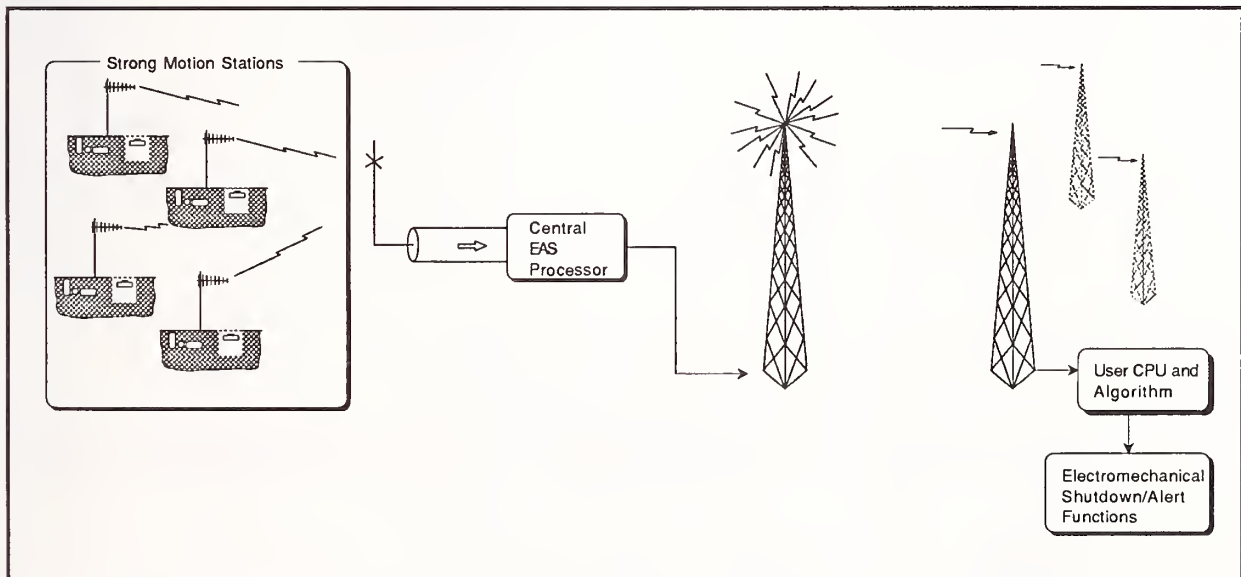 Strong Motion Stations
Central
EAS
Processor
User CPU and
Algorithm
Electromechanical
Shutdown/Alert
Functions